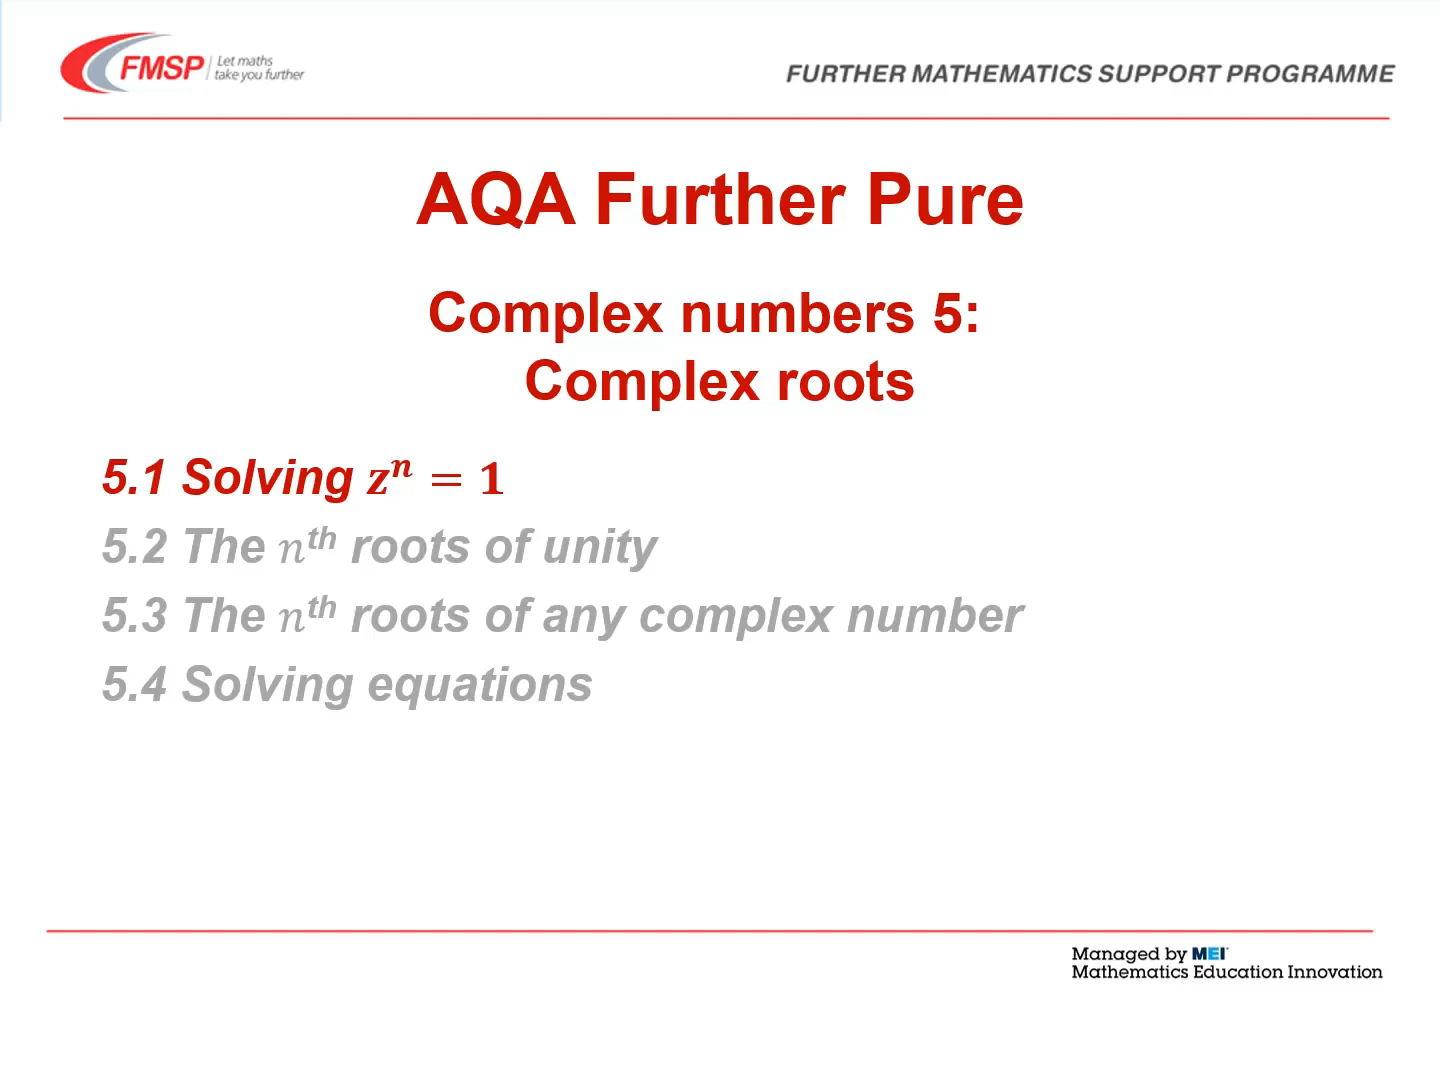 FMSP Let maths
take you further
FURTHER MATHEMATICS SUPPORT PROGRAMME
AQA Further Pure
Complex numbers 5:
Complex roots
5.1 Solving zⁿ = 1
5.2 The nᵗʰ roots of unity
5.3 The nᵗʰ roots of any complex number
5.4 Solving equations
Managed by MEI
Mathematics Education Innovation